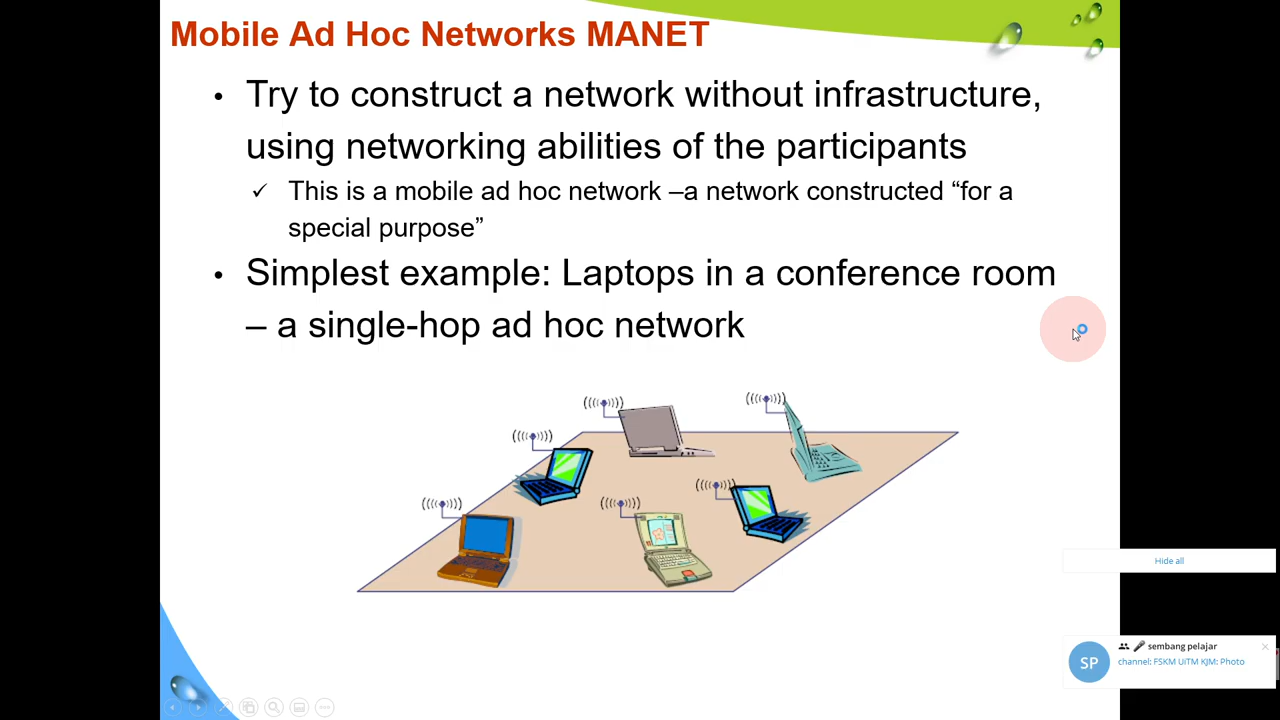 Mobile Ad Hoc Networks MANET
• Try to construct a network without infrastructure,
using networking abilities of the participants
✓ This is a mobile ad hoc network –a network constructed “for a
special purpose”
• Simplest example: Laptops in a conference room
– a single-hop ad hoc network
Hide all
SP
sembang pelajar
channel: FSKM UiTM KJM: Photo